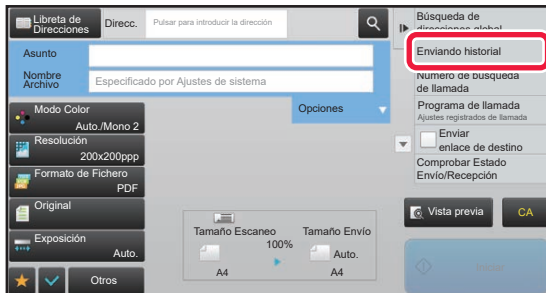 Libreta de
Direcciones
Direcc.
Pulsar para introducir la dirección
Asunto
Nombre
Archivo
Especificado por Ajustes de sistema
Opciones
Modo Color
Auto./Mono 2
Resolución
200x200ppp
Formato de Fichero
PDF
Original
Exposición
Auto.
Otros
Tamaño Escaneo
100%
Tamaño Envío
Auto.
A4
A4
Búsqueda de
direcciones global
Enviando historial
Número de búsqueda
de llamada
Programa de llamada
Ajustes registrados de llamada
Enviar
enlace de destino
Comprobar Estado
Envío/Recepción
Vista previa
CA